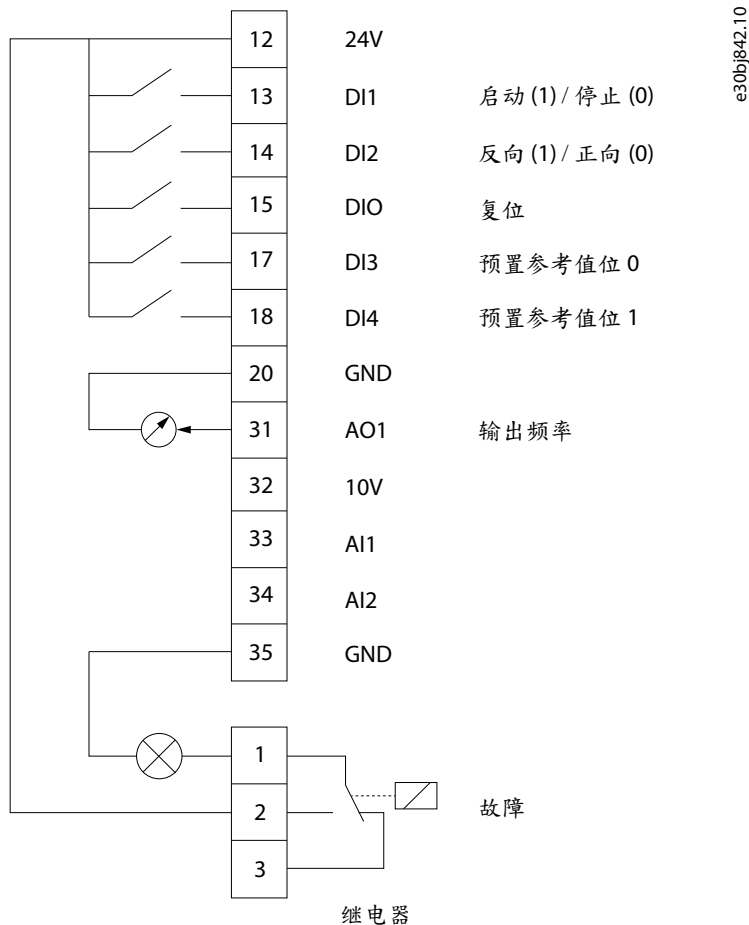 e30bj842.10
12 24V
13 DI1 启动 (1) / 停止 (0)
14 DI2 反向 (1) / 正向 (0)
15 DIO 复位
17 DI3 预置参考值位 0
18 DI4 预置参考值位 1
20 GND
31 AO1 输出频率
32 10V
33 AI1
34 AI2
35 GND
1
2 故障
3
继电器